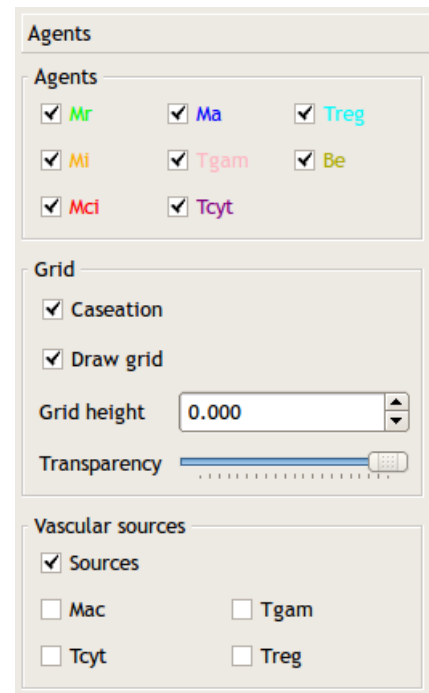 Agents
Agents
Mr Ma Treg
Mi Tgam Be
Mci Tcyt
Grid
Caseation
Draw grid
Grid height 0.000
Transparency
Vascular sources
Sources
Mac Tgam
Tcyt Treg